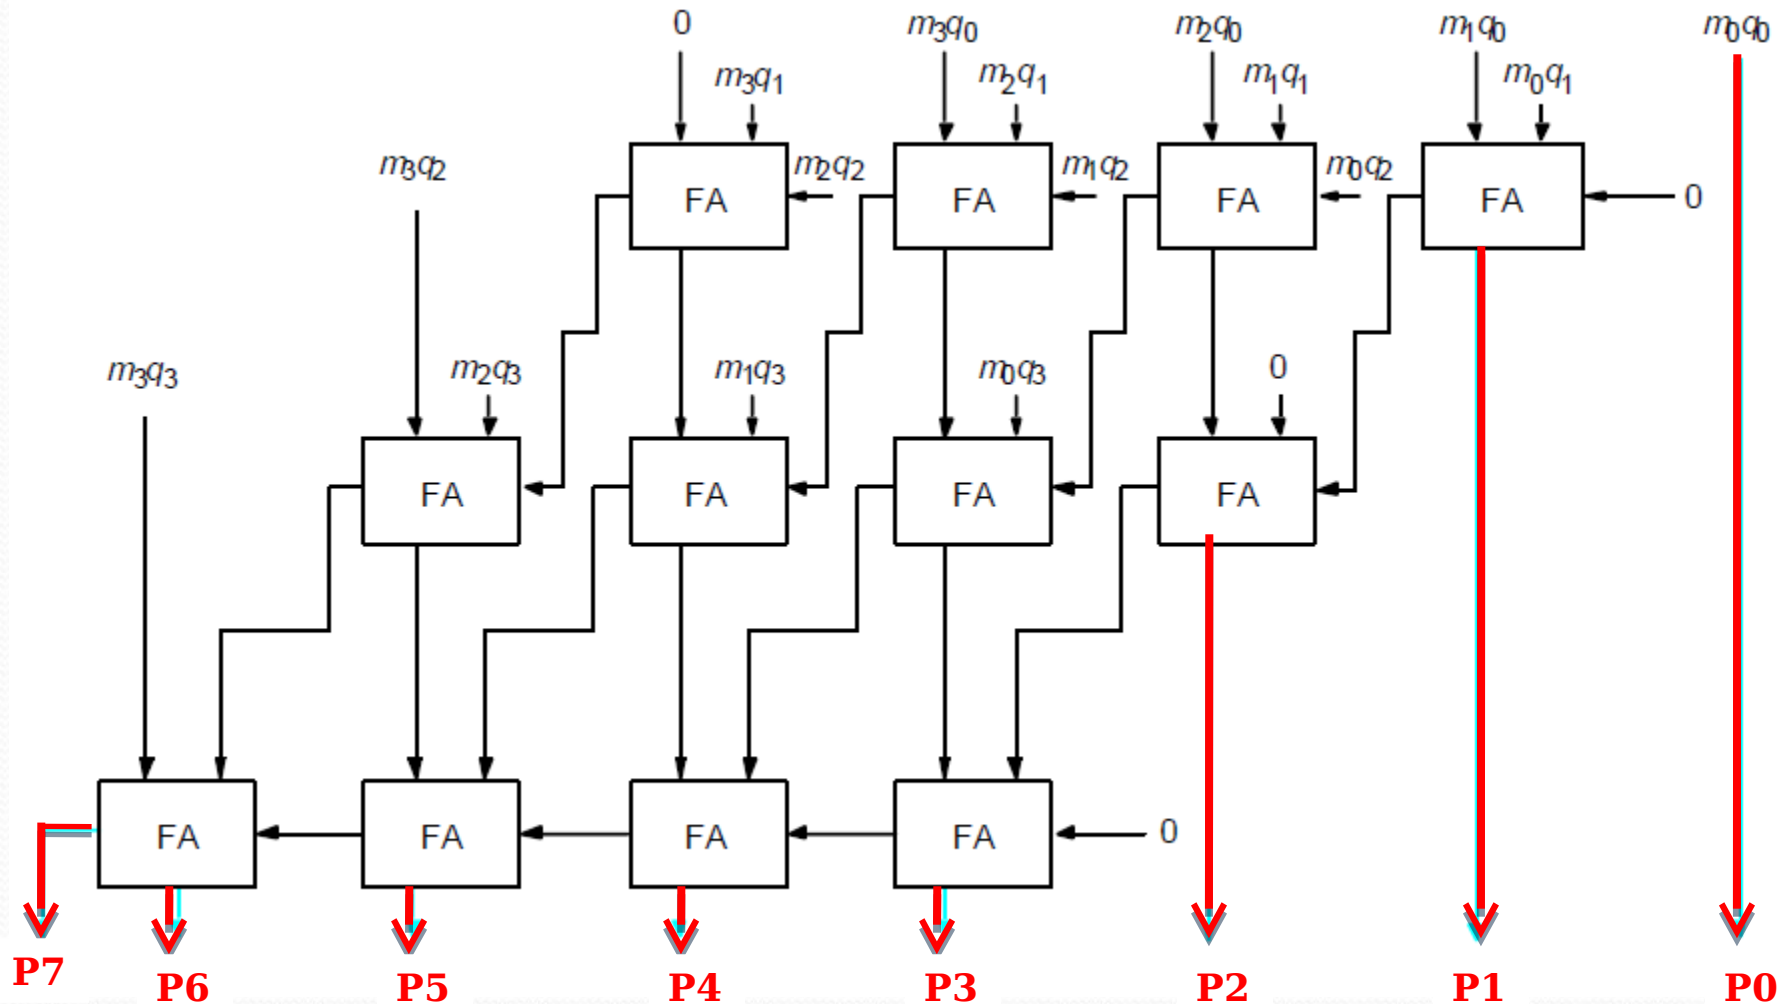 0 m₃q₀ m₂q₀ m₁q₀ m₀q₀
m₃q₁ m₂q₁ m₁q₁ m₀q₁
m₃q₂ m₂q₂ m₁q₂ m₀q₂
FA FA FA FA 0
m₃q₃ m₂q₃ m₁q₃ m₀q₃ 0
FA FA FA FA
FA FA FA FA 0
P7 P6 P5 P4 P3 P2 P1 P0